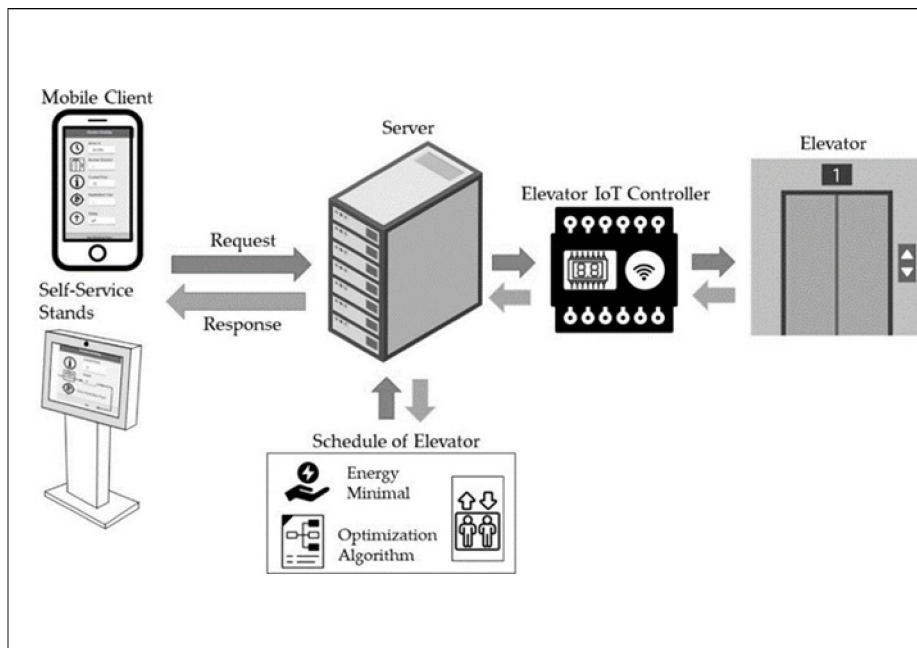 Mobile Client
Server
Elevator
Elevator IoT Controller
1
Request
Self-Service
Stands
Response
Schedule of Elevator
Energy
Minimal
Optimization
Algorithm